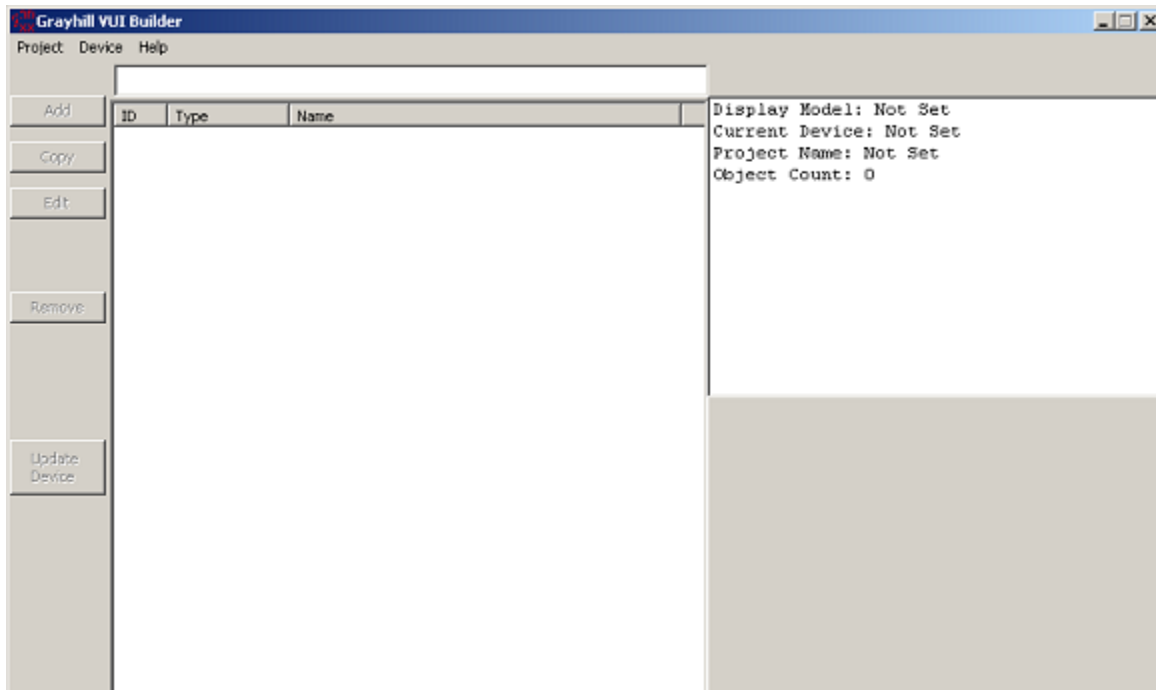 Grayhill VUI Builder
Project Device Help
Add
Copy
Edit
Remove
Update
Device
ID Type Name
Display Model: Not Set
Current Device: Not Set
Project Name: Not Set
Object Count: 0